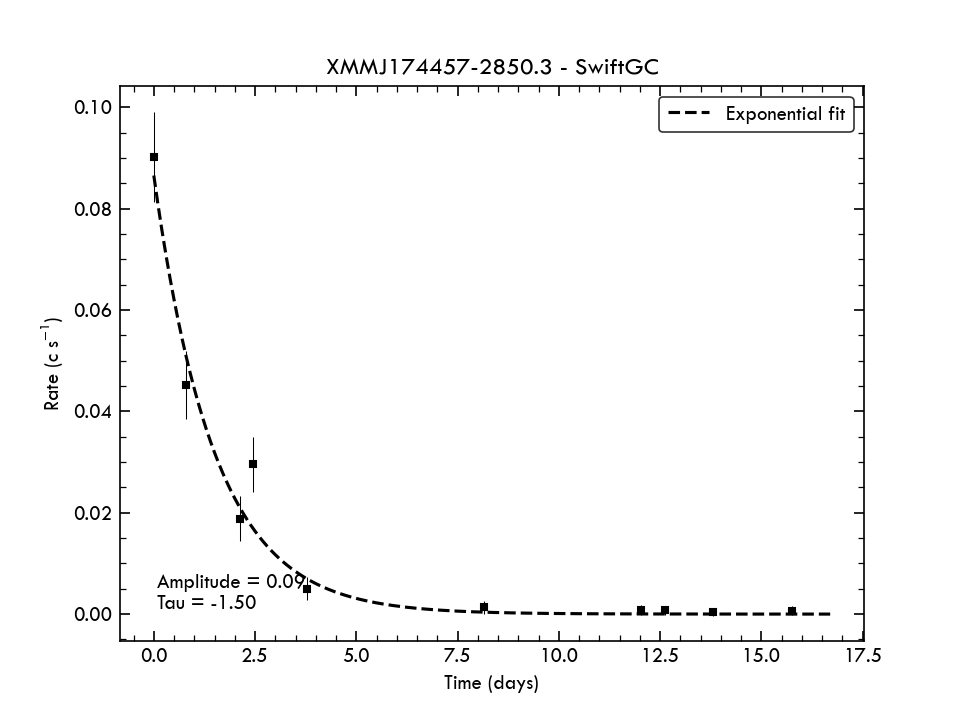 XMMJ174457-2850.3 - SwiftGC
Exponential fit
0.10
0.08
0.06
0.04
0.02
0.00
Rate (c s⁻¹)
Amplitude = 0.09
Tau = -1.50
0.0 2.5 5.0 7.5 10.0 12.5 15.0 17.5
Time (days)